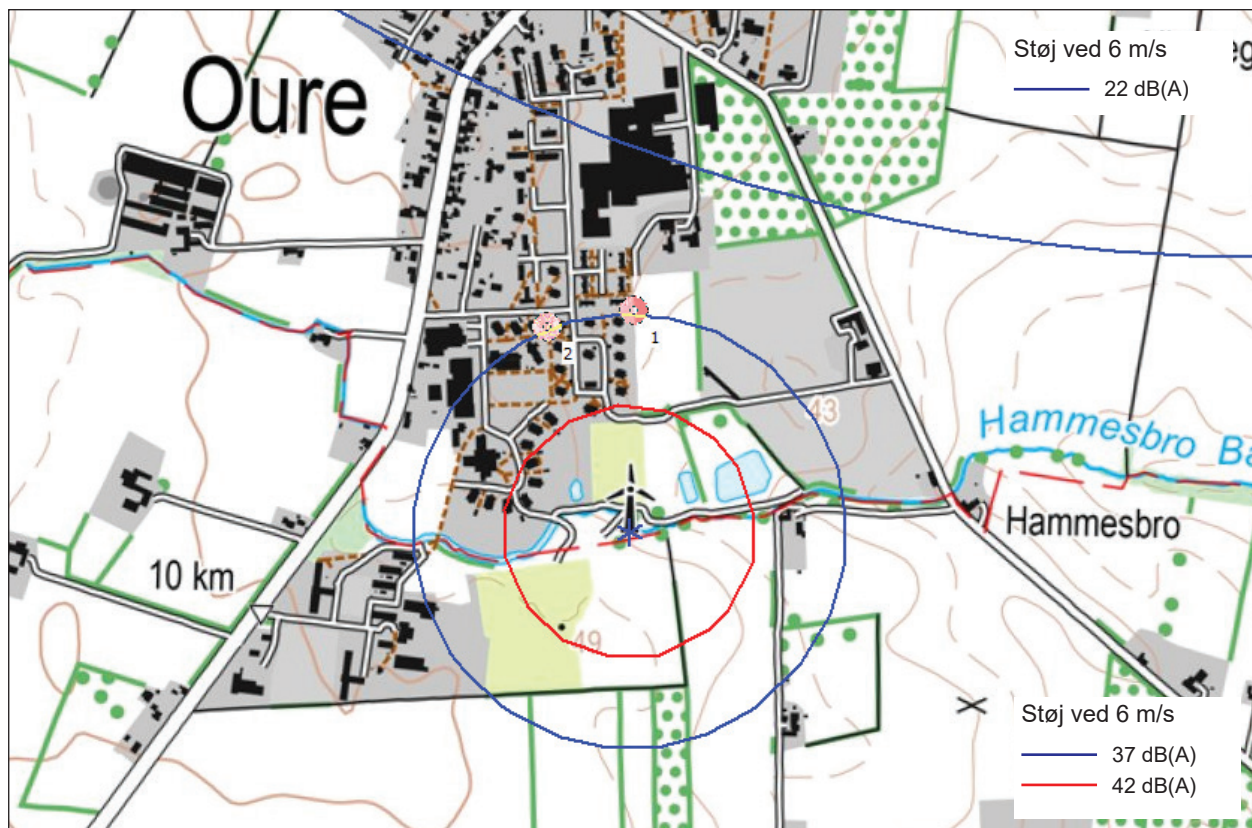 Støj ved 6 m/s
22 dB(A)
Oure
1
2
43
Hammesbro
Hammesbro
10 km
49
Støj ved 6 m/s
37 dB(A)
42 dB(A)